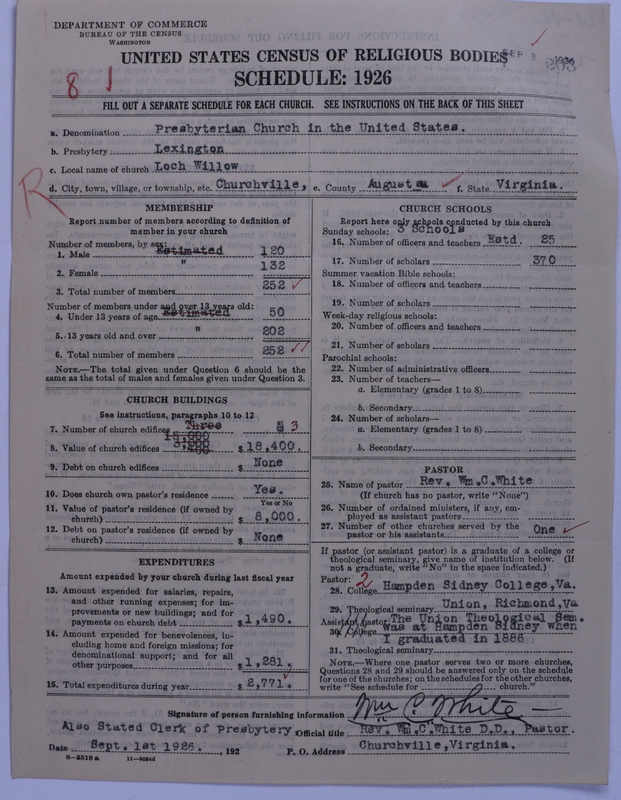 DEPARTMENT OF COMMERCE
BUREAU OF THE CENSUS
WASHINGTON
UNITED STATES CENSUS OF RELIGIOUS BODIES
SEP 3 1926
SCHEDULE: 1926
8 1
FILL OUT A SEPARATE SCHEDULE FOR EACH CHURCH. SEE INSTRUCTIONS ON THE BACK OF THIS SHEET
a. Denomination Presbyterian Church in the United States.
b. Presbytery Lexington
c. Local name of church Loch Willow
R
d. City, town, village, or township, etc. Churchville, e. County Augusta f. State Virginia.
MEMBERSHIP
Report number of members according to definition of
member in your church
Number of members, by sex:
1. Male Estimated 120
2. Female " 132
3. Total number of members 252
Number of members under and over 13 years old:
4. Under 13 years of age Estimated 50
5. 13 years old and over " 202
6. Total number of members 252
NOTE.—The total given under Question 6 should be the
same as the total of males and females given under Question 3.
CHURCH BUILDINGS
See instructions, paragraphs 10 to 12
7. Number of church edifices Three 3
8. Value of church edifices $18,400.
9. Debt on church edifices $ None
10. Does church own pastor's residence Yes.
Yes or No
11. Value of pastor's residence (if owned by
church) $ 8,000.
12. Debt on pastor's residence (if owned by
church) $ None
EXPENDITURES
Amount expended by your church during last fiscal year
13. Amount expended for salaries, repairs,
and other running expenses; for im-
provements or new buildings; and for
payments on church debt $1,490.
14. Amount expended for benevolences, in-
cluding home and foreign missions; for
denominational support; and for all
other purposes $1,281.
15. Total expenditures during year $ 2,771.
CHURCH SCHOOLS
Report here only schools conducted by this church
Sunday schools: 3 Schools
16. Number of officers and teachers Estd. 25
17. Number of scholars 370
Summer vacation Bible schools:
18. Number of officers and teachers
19. Number of scholars
Week-day religious schools:
20. Number of officers and teachers
21. Number of scholars
Parochial schools:
22. Number of administrative officers
23. Number of teachers—
a. Elementary (grades 1 to 8)
b. Secondary
24. Number of scholars—
a. Elementary (grades 1 to 8)
b. Secondary
PASTOR
25. Name of pastor Rev. Wm.C.White
(If church has no pastor, write "None")
26. Number of ordained ministers, if any, em-
ployed as assistant pastors
27. Number of other churches served by the
pastor or his assistants One
If pastor (or assistant pastor) is a graduate of a college or
theological seminary, give name of institution below. (If
not a graduate, write "No" in the space indicated.)
Pastor: 2
28. College Hampden Sidney College,Va.
29. Theological seminary Union, Richmond,Va
Assistant pastor: The Union Theological Sem.
30. College was at Hampden Sidney when
I graduated in 1886
31. Theological seminary
NOTE.—Where one pastor serves two or more churches,
Questions 28 and 29 should be answered only on the schedule
for one of the churches; on the schedules for the other churches,
write "See schedule for church."
Signature of person furnishing information Wm C. White
Also Stated Clerk of Presbytery Official title Rev. Wm.C.White D.D., Pastor.
Date Sept. 1st 1926. , 192 P. O. Address Churchville,Virginia.
8-5518a 11-9064d